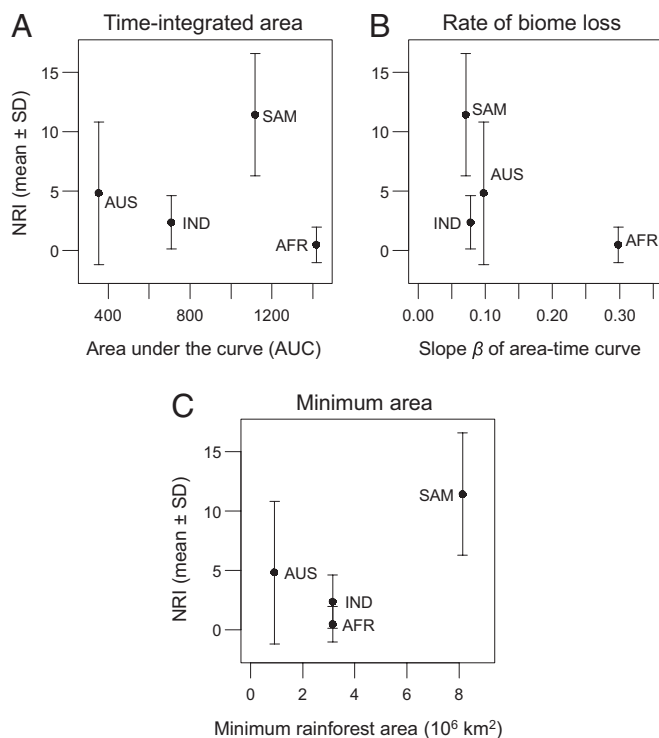 A
Time-integrated area
NRI (mean ± SD)
15
10
5
0
SAM
AUS
IND
AFR
400 800 1200
Area under the curve (AUC)
B
Rate of biome loss
15
10
5
0
SAM
AUS
IND
AFR
0.00 0.10 0.20 0.30
Slope β of area-time curve
C
Minimum area
NRI (mean ± SD)
15
10
5
0
SAM
AUS
IND
AFR
0 2 4 6 8
Minimum rainforest area (10⁶ km²)